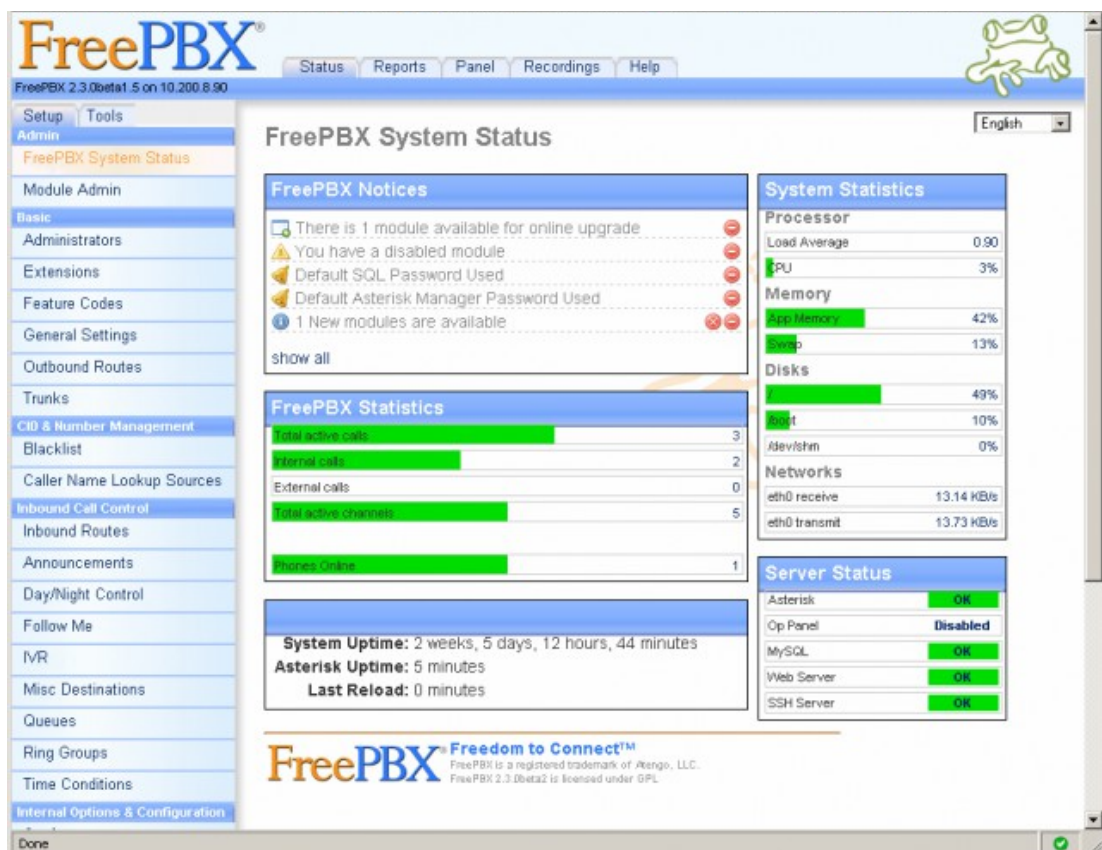 FreePBX®
Status Reports Panel Recordings Help
FreePBX 2.3.0beta1.5 on 10.200.8.90
Setup Tools
English
Admin
FreePBX System Status
Module Admin
Basic
Administrators
Extensions
Feature Codes
General Settings
Outbound Routes
Trunks
CID & Number Management
Blacklist
Caller Name Lookup Sources
Inbound Call Control
Inbound Routes
Announcements
Day/Night Control
Follow Me
IVR
Misc Destinations
Queues
Ring Groups
Time Conditions
Internal Options & Configuration
FreePBX System Status
FreePBX Notices
There is 1 module available for online upgrade
You have a disabled module
Default SQL Password Used
Default Asterisk Manager Password Used
1 New modules are available
show all
FreePBX Statistics
Total active calls 3
Internal calls 2
External calls 0
Total active channels 5
Phones Online 1
System Uptime: 2 weeks, 5 days, 12 hours, 44 minutes
Asterisk Uptime: 5 minutes
Last Reload: 0 minutes
System Statistics
Processor
Load Average 0.90
CPU 3%
Memory
App Memory 42%
Swap 13%
Disks
/ 49%
/boot 10%
/dev/shm 0%
Networks
eth0 receive 13.14 KB/s
eth0 transmit 13.73 KB/s
Server Status
Asterisk OK
Op Panel Disabled
MySQL OK
Web Server OK
SSH Server OK
FreePBX® Freedom to Connect™
FreePBX is a registered trademark of Atengo, LLC.
FreePBX 2.3.0beta2 is licensed under GPL
Done